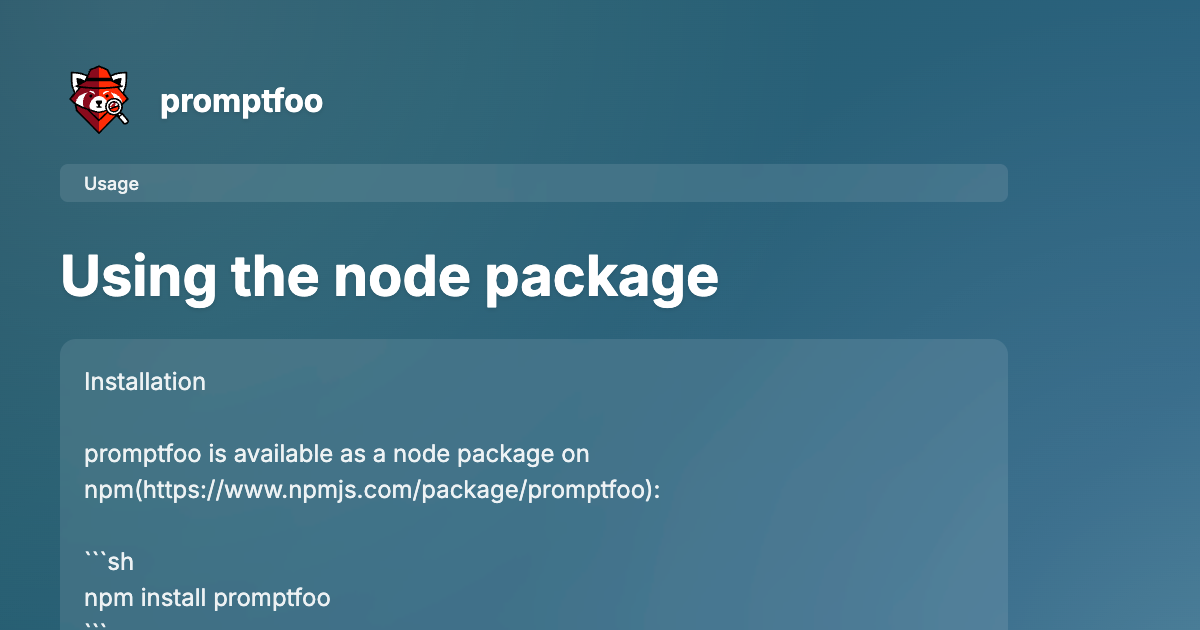 promptfoo
Usage
Using the node package
Installation
promptfoo is available as a node package on
npm(https://www.npmjs.com/package/promptfoo):
```sh
npm install promptfoo
```